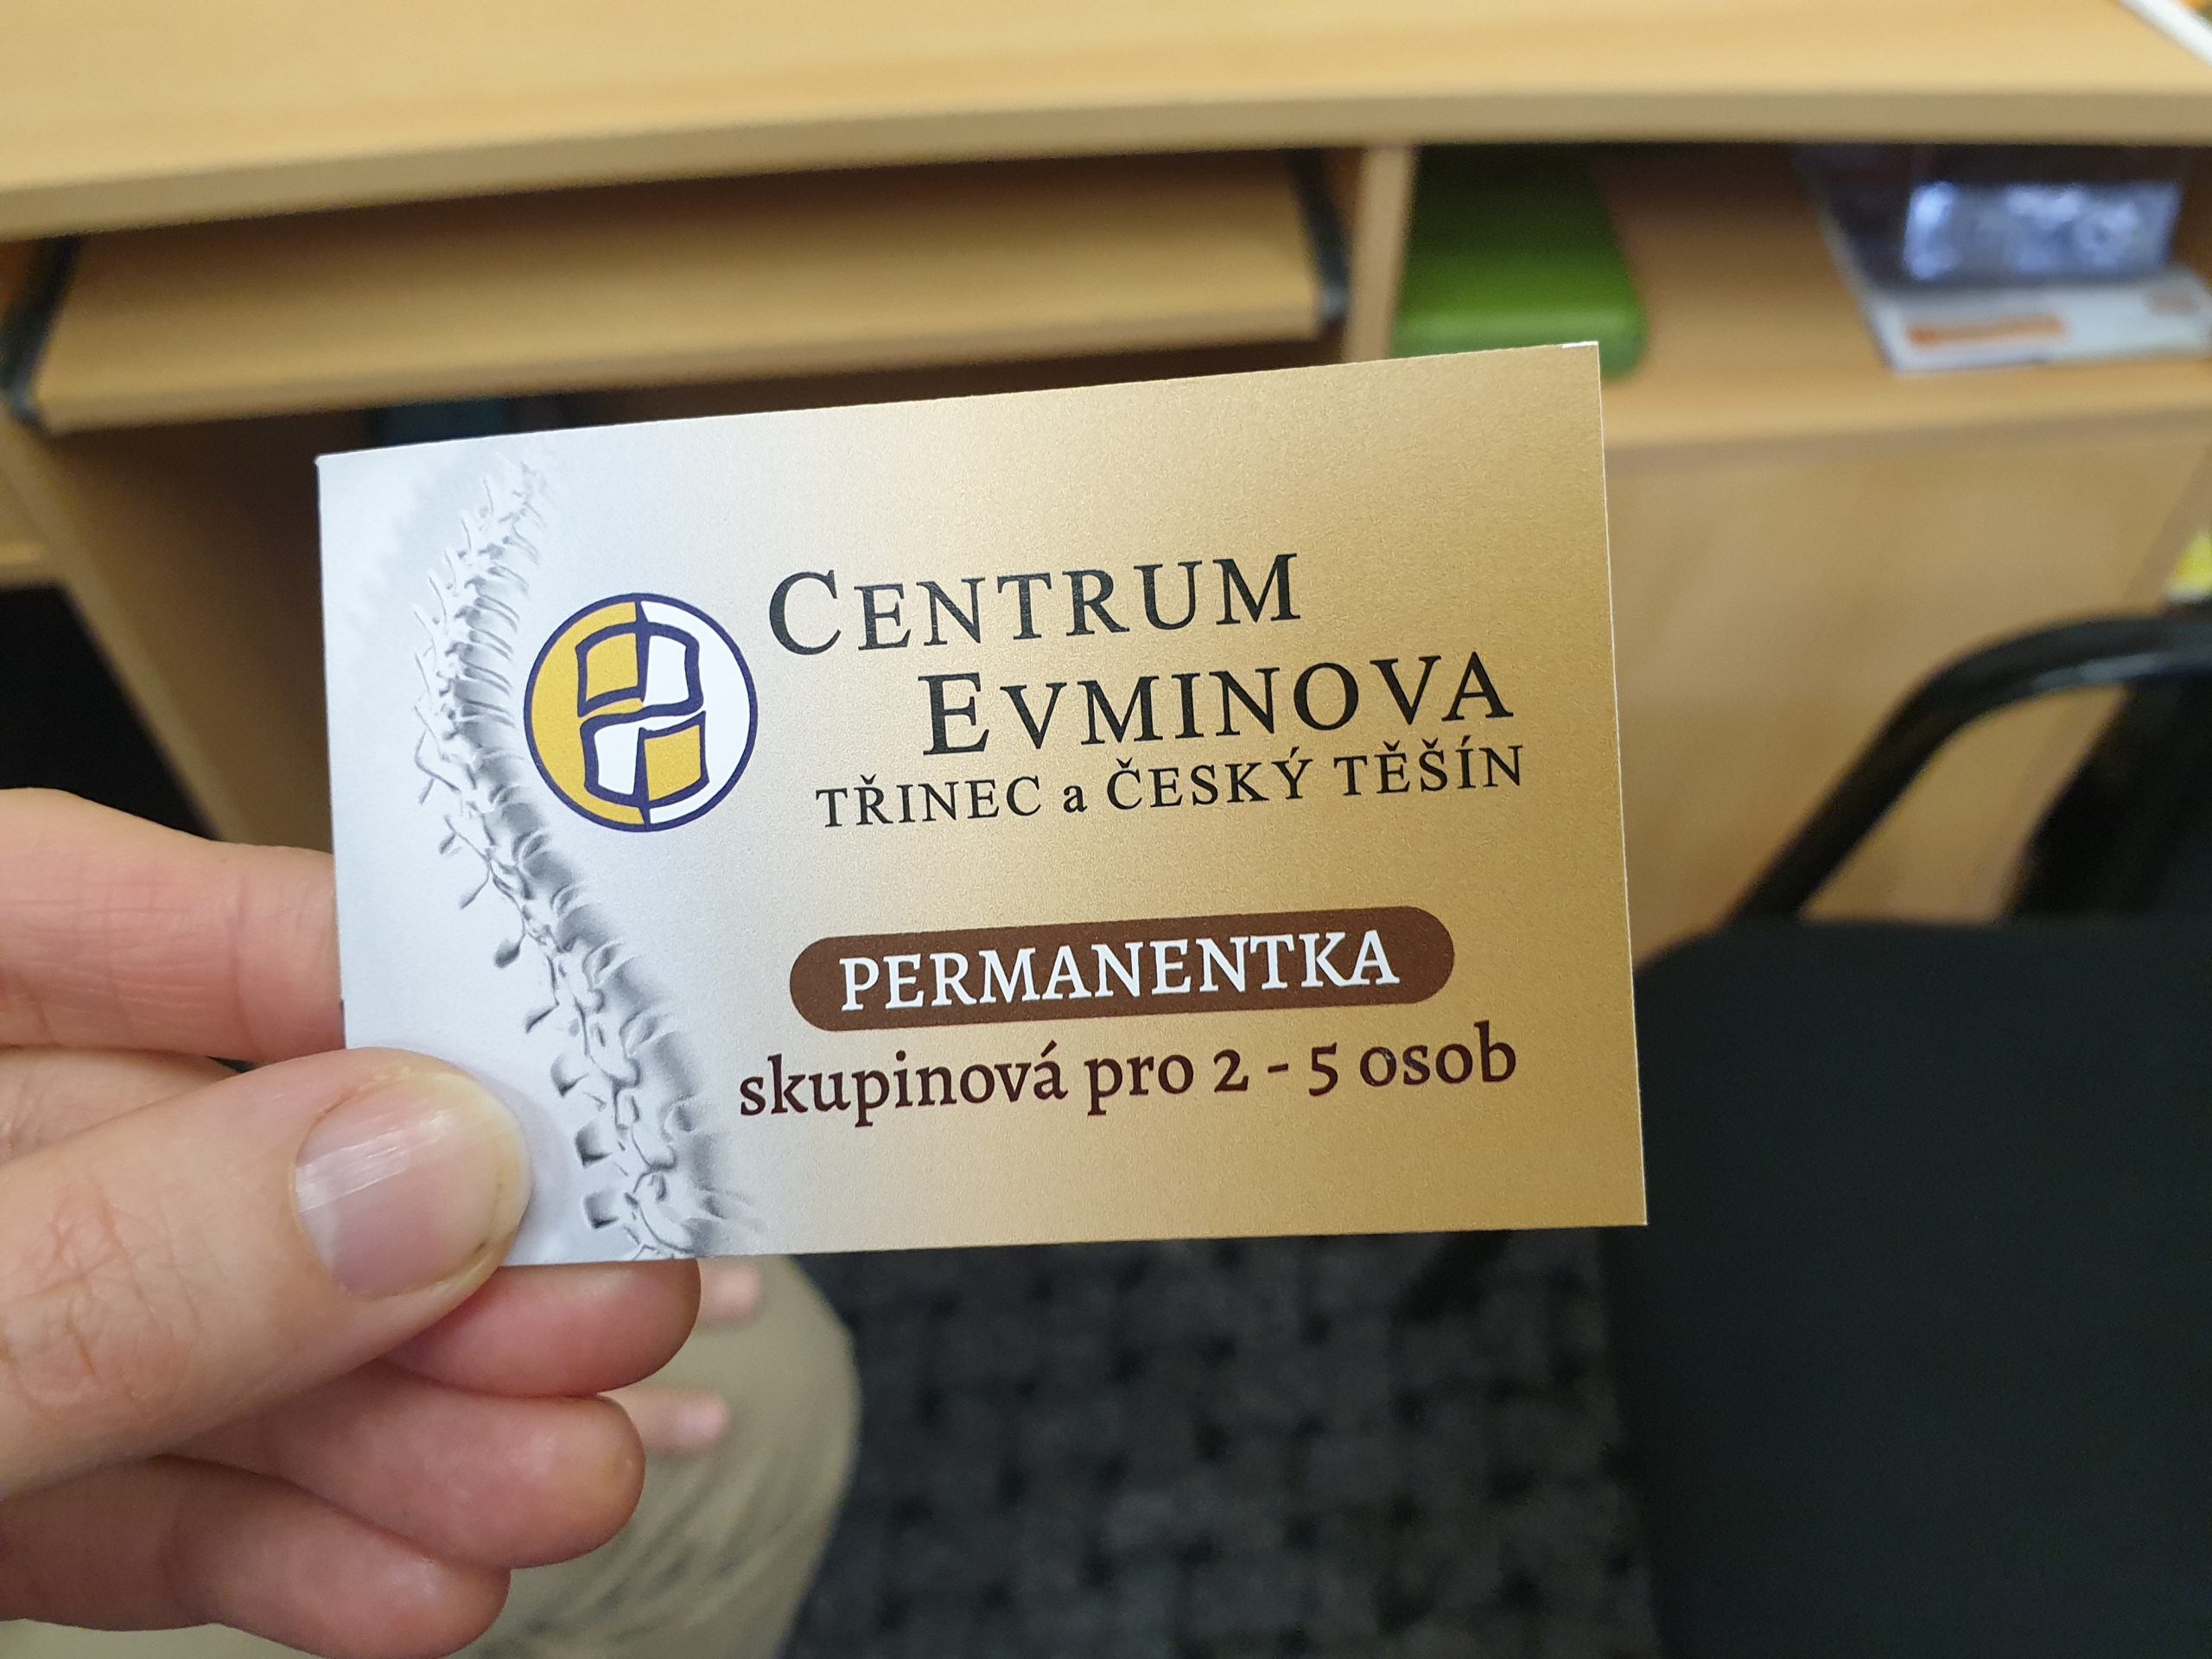 CENTRUM
EVMINOVA
TŘINEC a ČESKÝ TĚŠÍN
PERMANENTKA
skupinová pro 2 - 5 osob